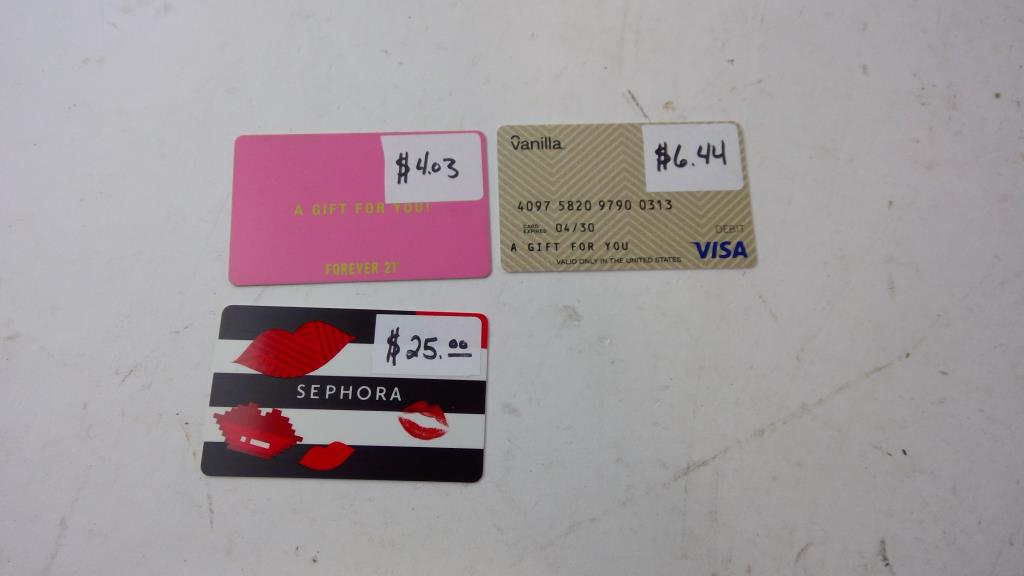 $4.03
A GIFT FOR YOU!
FOREVER 21
Vanilla
$6.44
4097 5820 9790 0313
CARD EXPIRES 04/30
DEBIT
A GIFT FOR YOU
VISA
VALID ONLY IN THE UNITED STATES
$25.00
SEPHORA